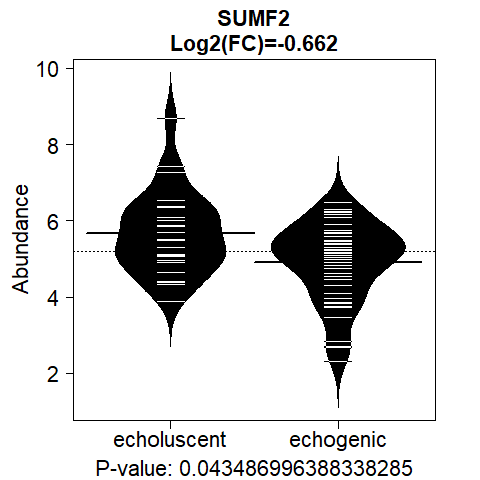 SUMF2
Log2(FC)=-0.662
10
8
6
4
2
Abundance
echoluscent echogenic
P-value: 0.043486996388338285